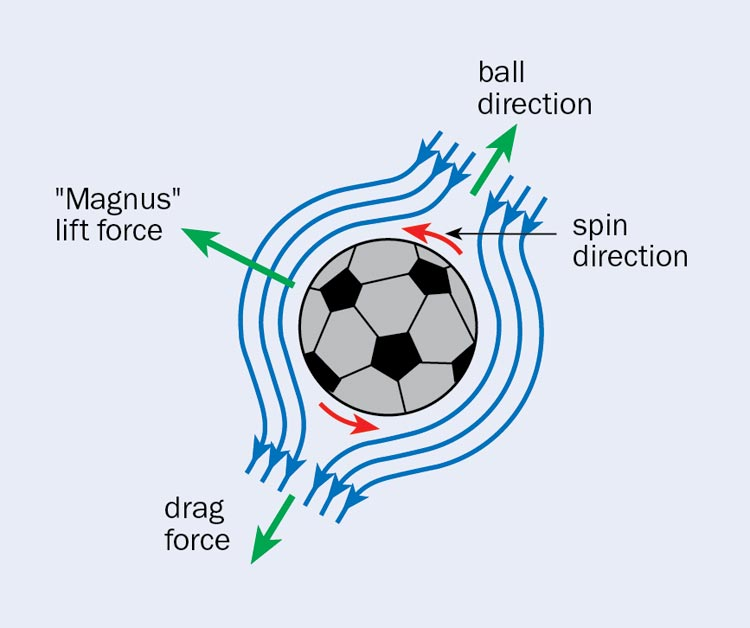 ball
direction
"Magnus"
lift force
spin
direction
drag
force